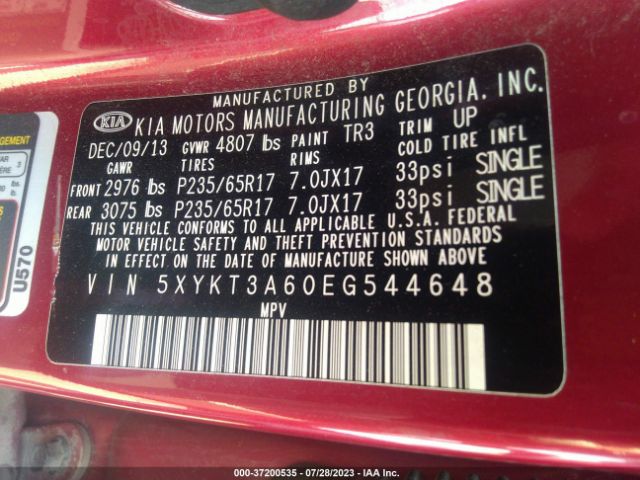 MANUFACTURED BY
KIA KIA MOTORS MANUFACTURING GEORGIA, INC.
DEC/09/13 GVWR 4807 lbs PAINT TR3 TRIM UP
GAWR TIRES RIMS COLD TIRE INFL
FRONT 2976 lbs P235/65R17 7.0JX17 33psi SINGLE
REAR 3075 lbs P235/65R17 7.0JX17 33psi SINGLE
THIS VEHICLE CONFORMS TO ALL APPLICABLE U.S.A. FEDERAL
MOTOR VEHICLE SAFETY AND THEFT PREVENTION STANDARDS
IN EFFECT ON THE DATE OF MANUFACTURE SHOWN ABOVE
VIN 5XYKT3A60EG544648
MPV
U570
000-37200535 - 07/28/2023 - IAA Inc.